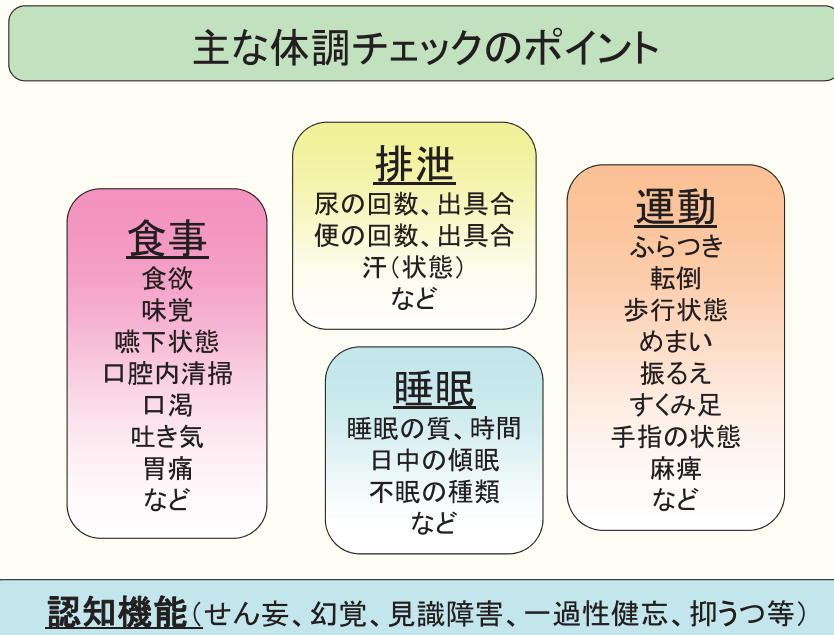 主な体調チェックのポイント
食事
食欲
味覚
嚥下状態
口腔内清掃
口渇
吐き気
胃痛
など
排泄
尿の回数、出具合
便の回数、出具合
汗(状態)
など
睡眠
睡眠の質、時間
日中の傾眠
不眠の種類
など
運動
ふらつき
転倒
歩行状態
めまい
振るえ
すくみ足
手指の状態
麻痺
など
認知機能(せん妄、幻覚、見識障害、一過性健忘、抑うつ等)